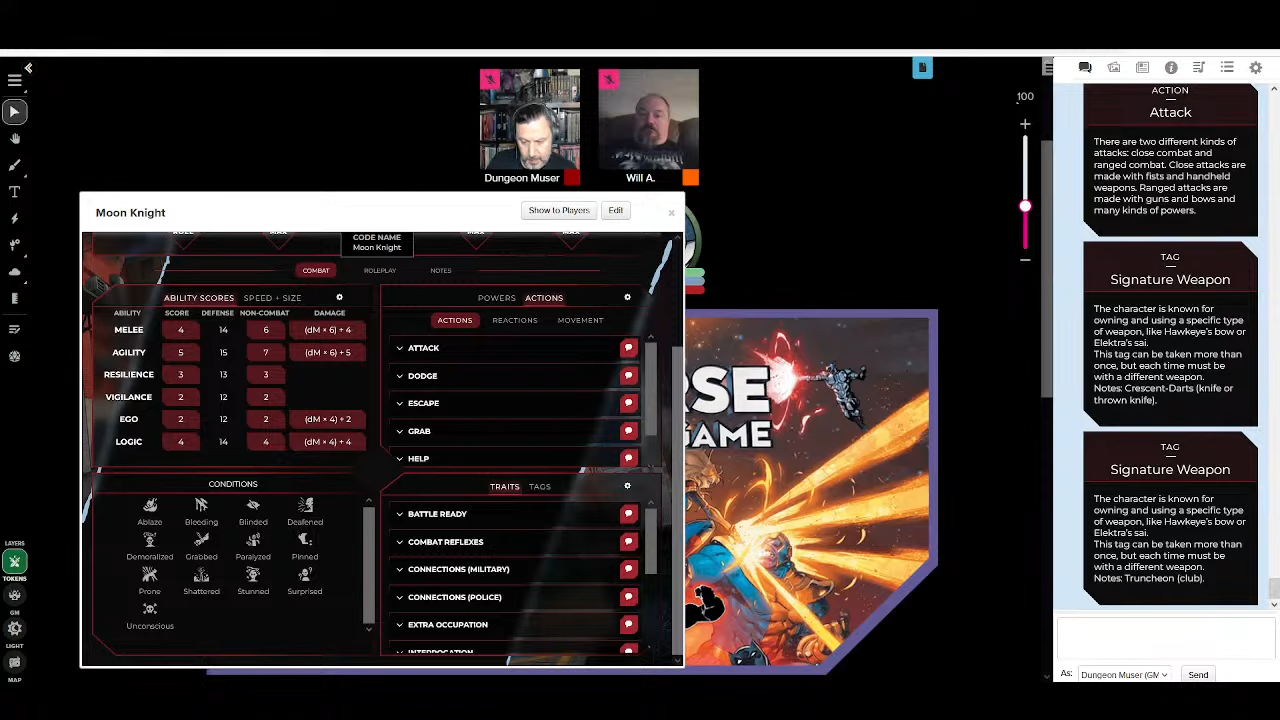 100
Dungeon Muser
Will A.
Moon Knight
Show to Players
Edit
CODE NAME
Moon Knight
COMBAT
ROLEPLAY
NOTES
ABILITY SCORES
SPEED + SIZE
ABILITY SCORE DEFENSE NON-COMBAT DAMAGE
MELEE 4 14 6 (dM × 6) + 4
AGILITY 5 15 7 (dM × 6) + 5
RESILIENCE 3 13 3
VIGILANCE 2 12 2
EGO 2 12 2 (dM × 4) + 2
LOGIC 4 14 4 (dM × 4) + 4
POWERS ACTIONS
ACTIONS REACTIONS MOVEMENT
ATTACK
DODGE
ESCAPE
GRAB
HELP
CONDITIONS
Ablaze Bleeding Blinded Deafened
Demoralized Grabbed Paralyzed Pinned
Prone Shattered Stunned Surprised
Unconscious
TRAITS TAGS
BATTLE READY
COMBAT REFLEXES
CONNECTIONS (MILITARY)
CONNECTIONS (POLICE)
EXTRA OCCUPATION
INTERROGATION
RSE
GAME
LAYERS
TOKENS
GM
LIGHT
MAP
ACTION
Attack
There are two different kinds of
attacks: close combat and
ranged combat. Close attacks are
made with fists and handheld
weapons. Ranged attacks are
made with guns and bows and
many kinds of powers.
TAG
Signature Weapon
The character is known for
owning and using a specific type
of weapon, like Hawkeye's bow or
Elektra's sai.
This tag can be taken more than
once, but each time must be
with a different weapon.
Notes: Crescent-Darts (knife or
thrown knife).
TAG
Signature Weapon
The character is known for
owning and using a specific type
of weapon, like Hawkeye's bow or
Elektra's sai.
This tag can be taken more than
once, but each time must be
with a different weapon.
Notes: Truncheon (club).
As: Dungeon Muser (GM Send